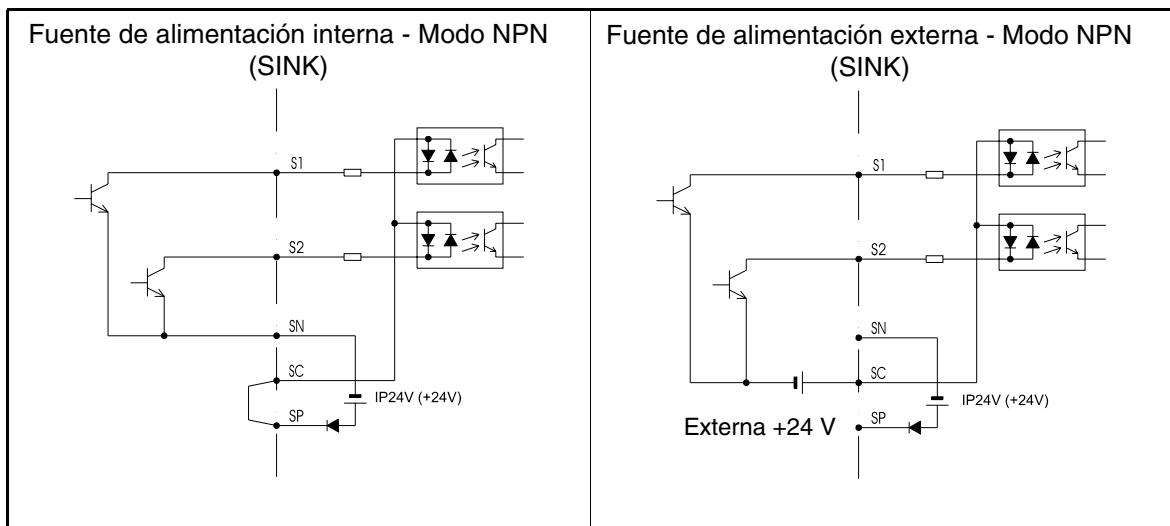 Fuente de alimentación interna - Modo NPN
(SINK)
S1
S2
SN
SC
IP24V (+24V)
SP
Fuente de alimentación externa - Modo NPN
(SINK)
S1
S2
SN
SC
IP24V (+24V)
Externa +24 V
SP